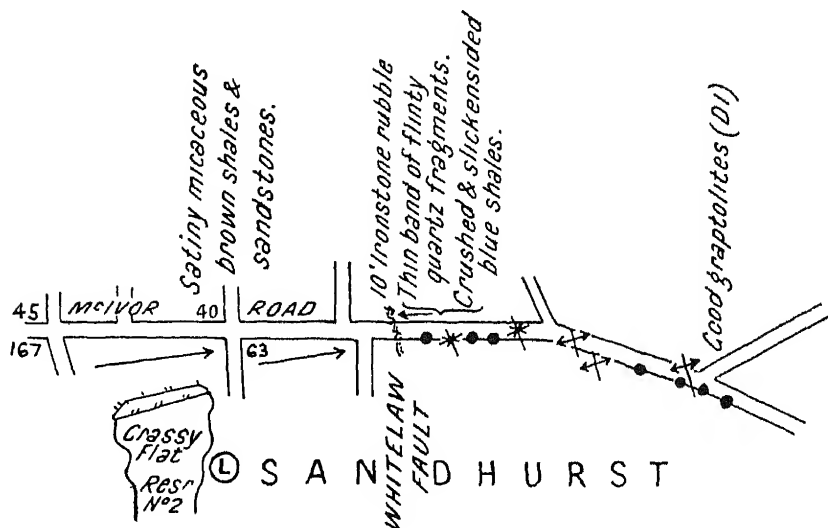 Satiny micaceous
brown shales &
sandstones.
10' Ironstone rubble
Thin band of flinty
quartz fragments.
Crushed & slickensided
blue shales.
Good graptolites (D1)
45 McIVOR 40 ROAD
167 63
WHITELAW
FAULT
Grassy
Flat
Resr
No2
L SANDHURST